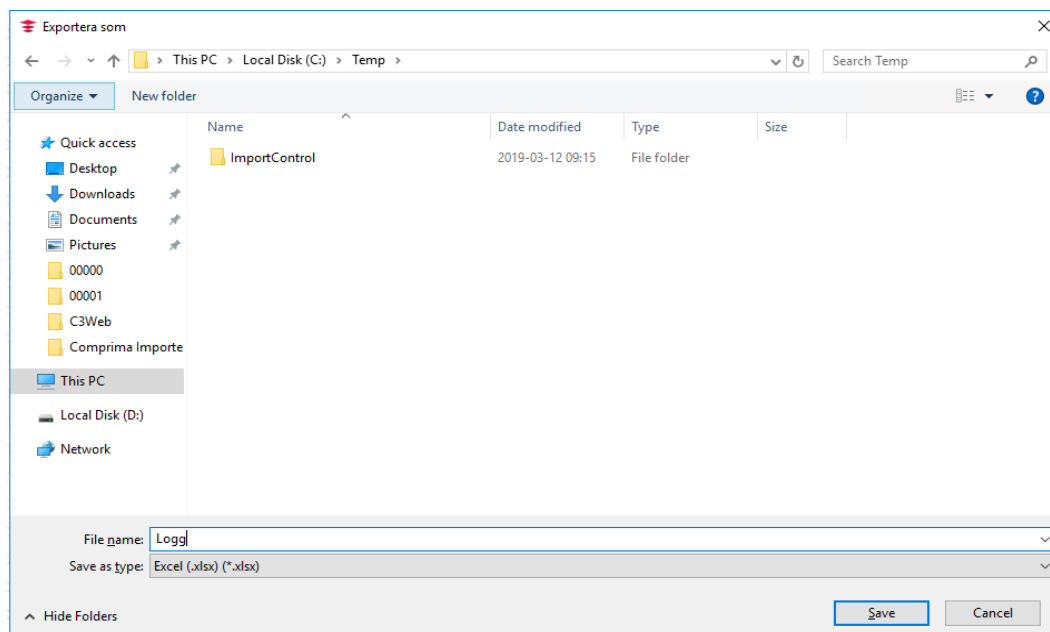 Exportera som
This PC > Local Disk (C:) > Temp >
Search Temp
Organize
New folder
?
Name
Date modified
Type
Size
ImportControl
2019-03-12 09:15
File folder
Quick access
Desktop
Downloads
Documents
Pictures
00000
00001
C3Web
Comprima Importe
This PC
Local Disk (D:)
Network
File name: Logg
Save as type: Excel (.xlsx) (*.xlsx)
Hide Folders
Save
Cancel